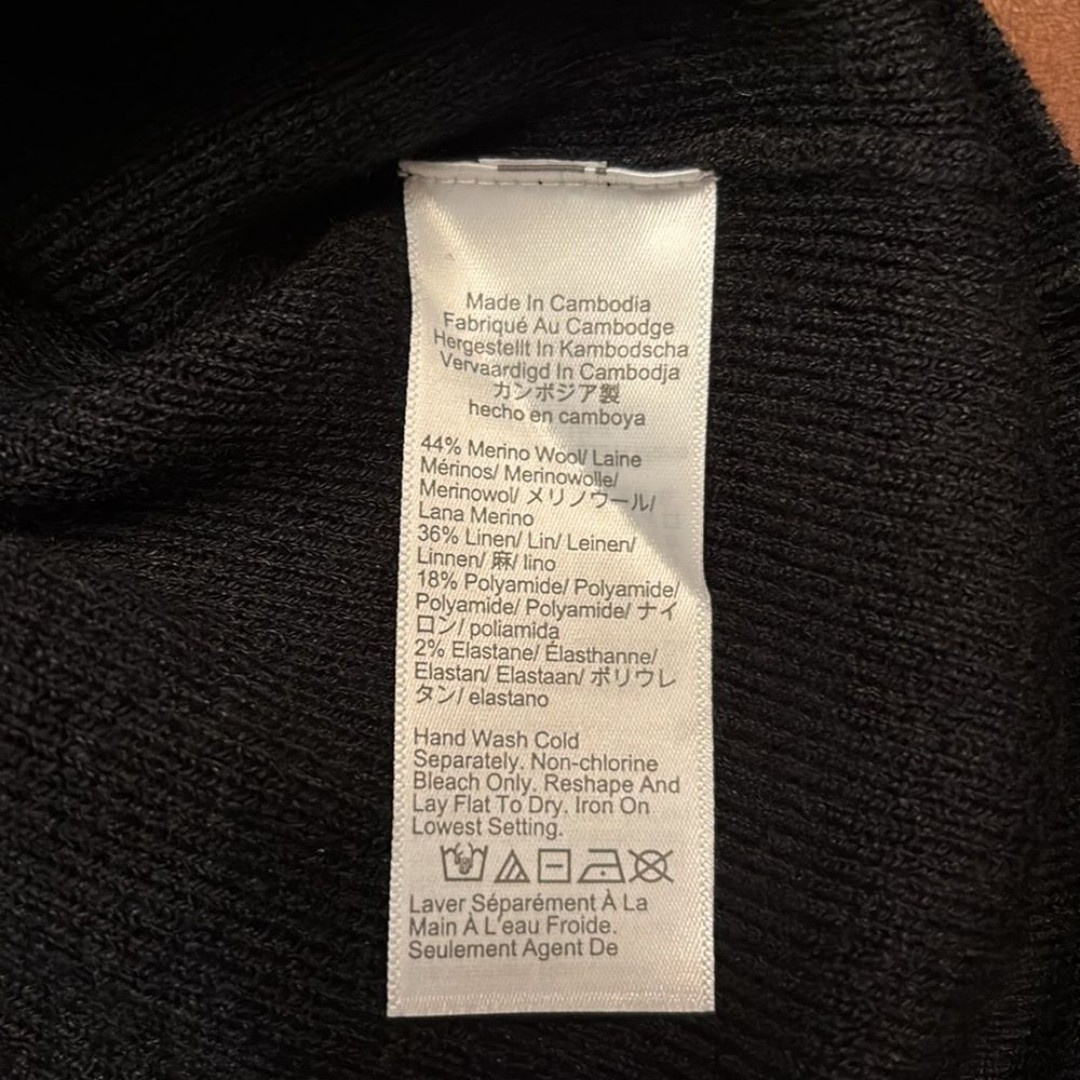 Made In Cambodia
Fabriqué Au Cambodge
Hergestellt In Kambodscha
Vervaardigd In Cambodja
カンボジア製
hecho en camboya
44% Merino Wool/ Laine
Mérinos/ Merinowolle/
Merinowol/ メリノウール/
Lana Merino
36% Linen/ Lin/ Leinen/
Linnen/ 麻/ lino
18% Polyamide/ Polyamide/
Polyamide/ Polyamide/ ナイ
ロン/ poliamida
2% Elastane/ Élasthanne/
Elastan/ Elastaan/ ポリウレ
タン/ elastano
Hand Wash Cold
Separately. Non-chlorine
Bleach Only. Reshape And
Lay Flat To Dry. Iron On
Lowest Setting.
Laver Séparément À La
Main À L'eau Froide.
Seulement Agent De